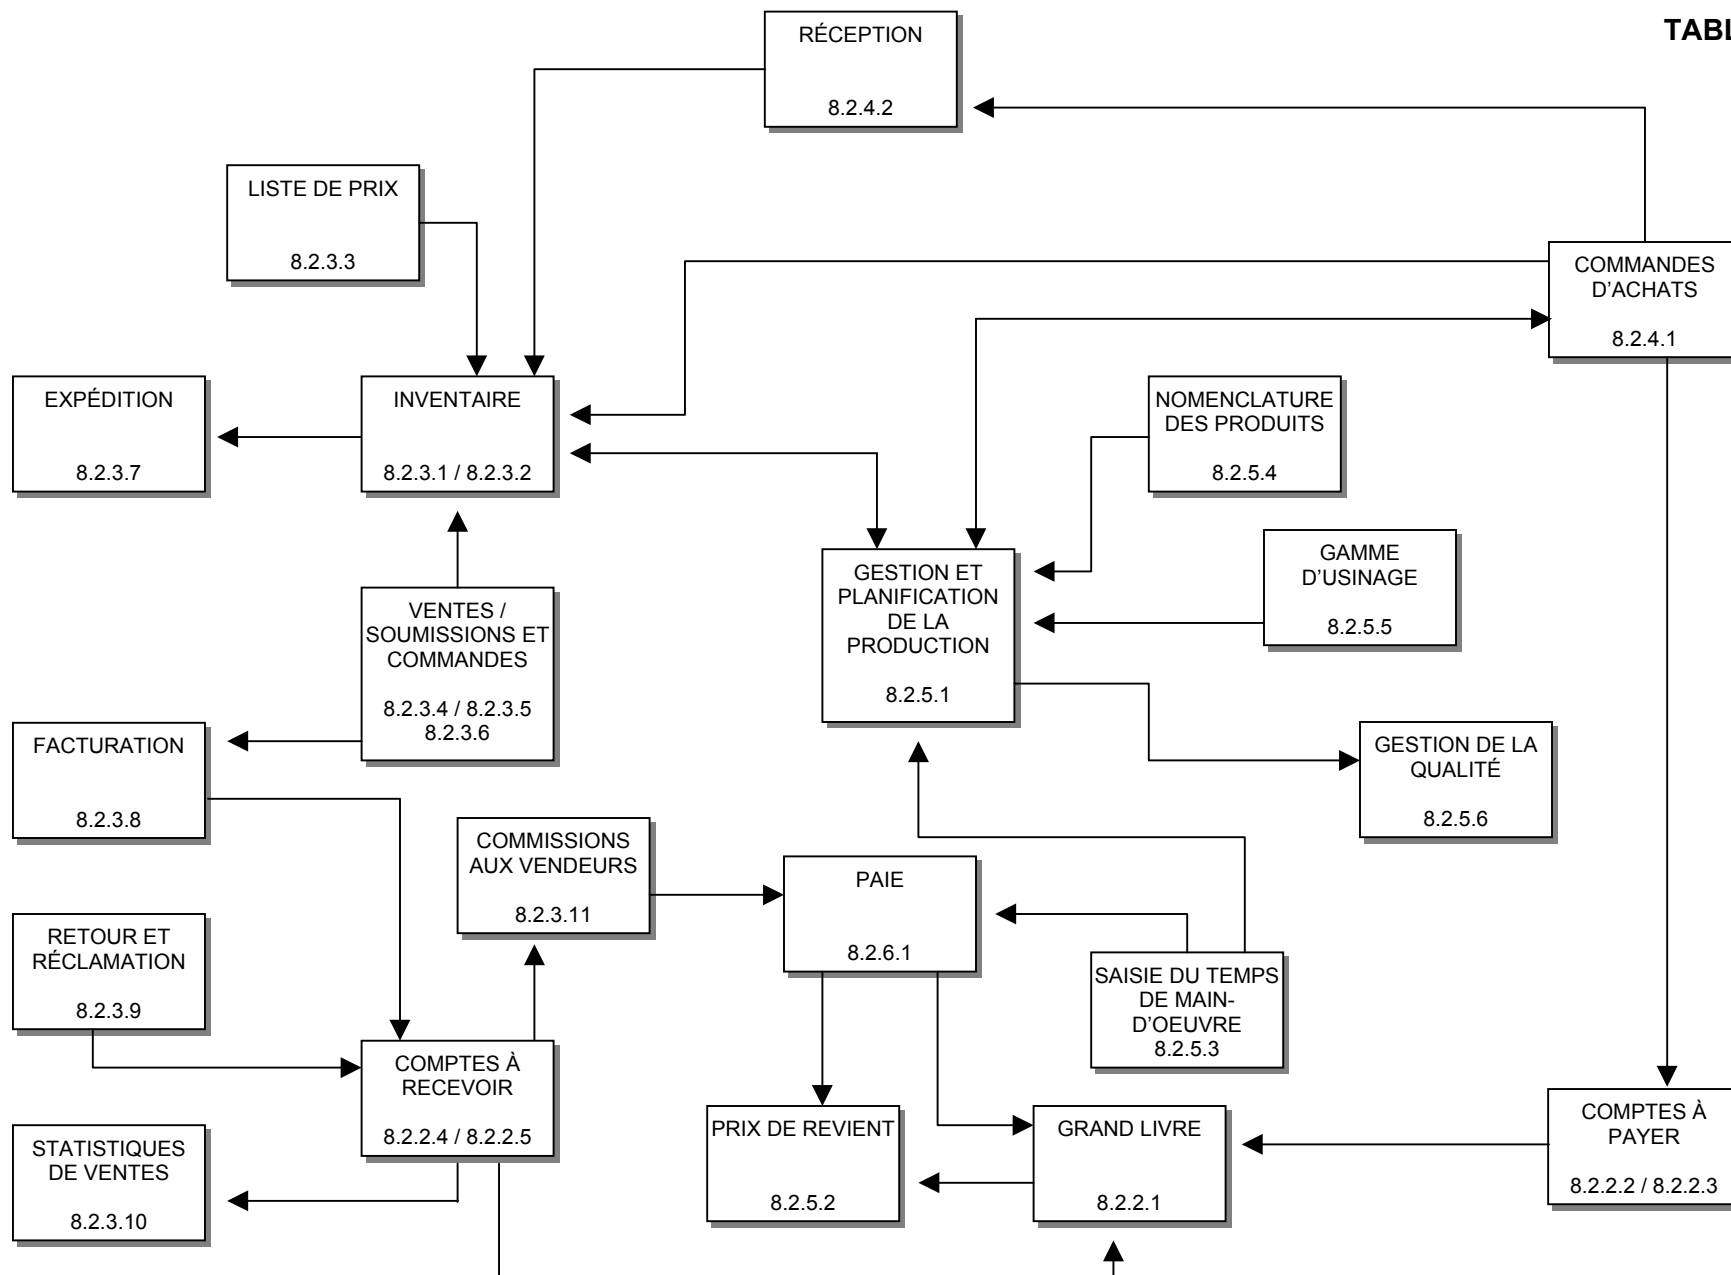 TABL
RÉCEPTION
8.2.4.2
LISTE DE PRIX
8.2.3.3
COMMANDES
D'ACHATS
8.2.4.1
EXPÉDITION
8.2.3.7
INVENTAIRE
8.2.3.1 / 8.2.3.2
NOMENCLATURE
DES PRODUITS
8.2.5.4
GAMME
D'USINAGE
8.2.5.5
GESTION ET
PLANIFICATION
DE LA
PRODUCTION
8.2.5.1
VENTES /
SOUMISSIONS ET
COMMANDES
8.2.3.4 / 8.2.3.5
8.2.3.6
FACTURATION
8.2.3.8
GESTION DE LA
QUALITÉ
8.2.5.6
COMMISSIONS
AUX VENDEURS
8.2.3.11
PAIE
8.2.6.1
RETOUR ET
RÉCLAMATION
8.2.3.9
SAISIE DU TEMPS
DE MAIN-
D'OEUVRE
8.2.5.3
COMPTES À
RECEVOIR
8.2.2.4 / 8.2.2.5
PRIX DE REVIENT
8.2.5.2
GRAND LIVRE
8.2.2.1
COMPTES À
PAYER
8.2.2.2 / 8.2.2.3
STATISTIQUES
DE VENTES
8.2.3.10